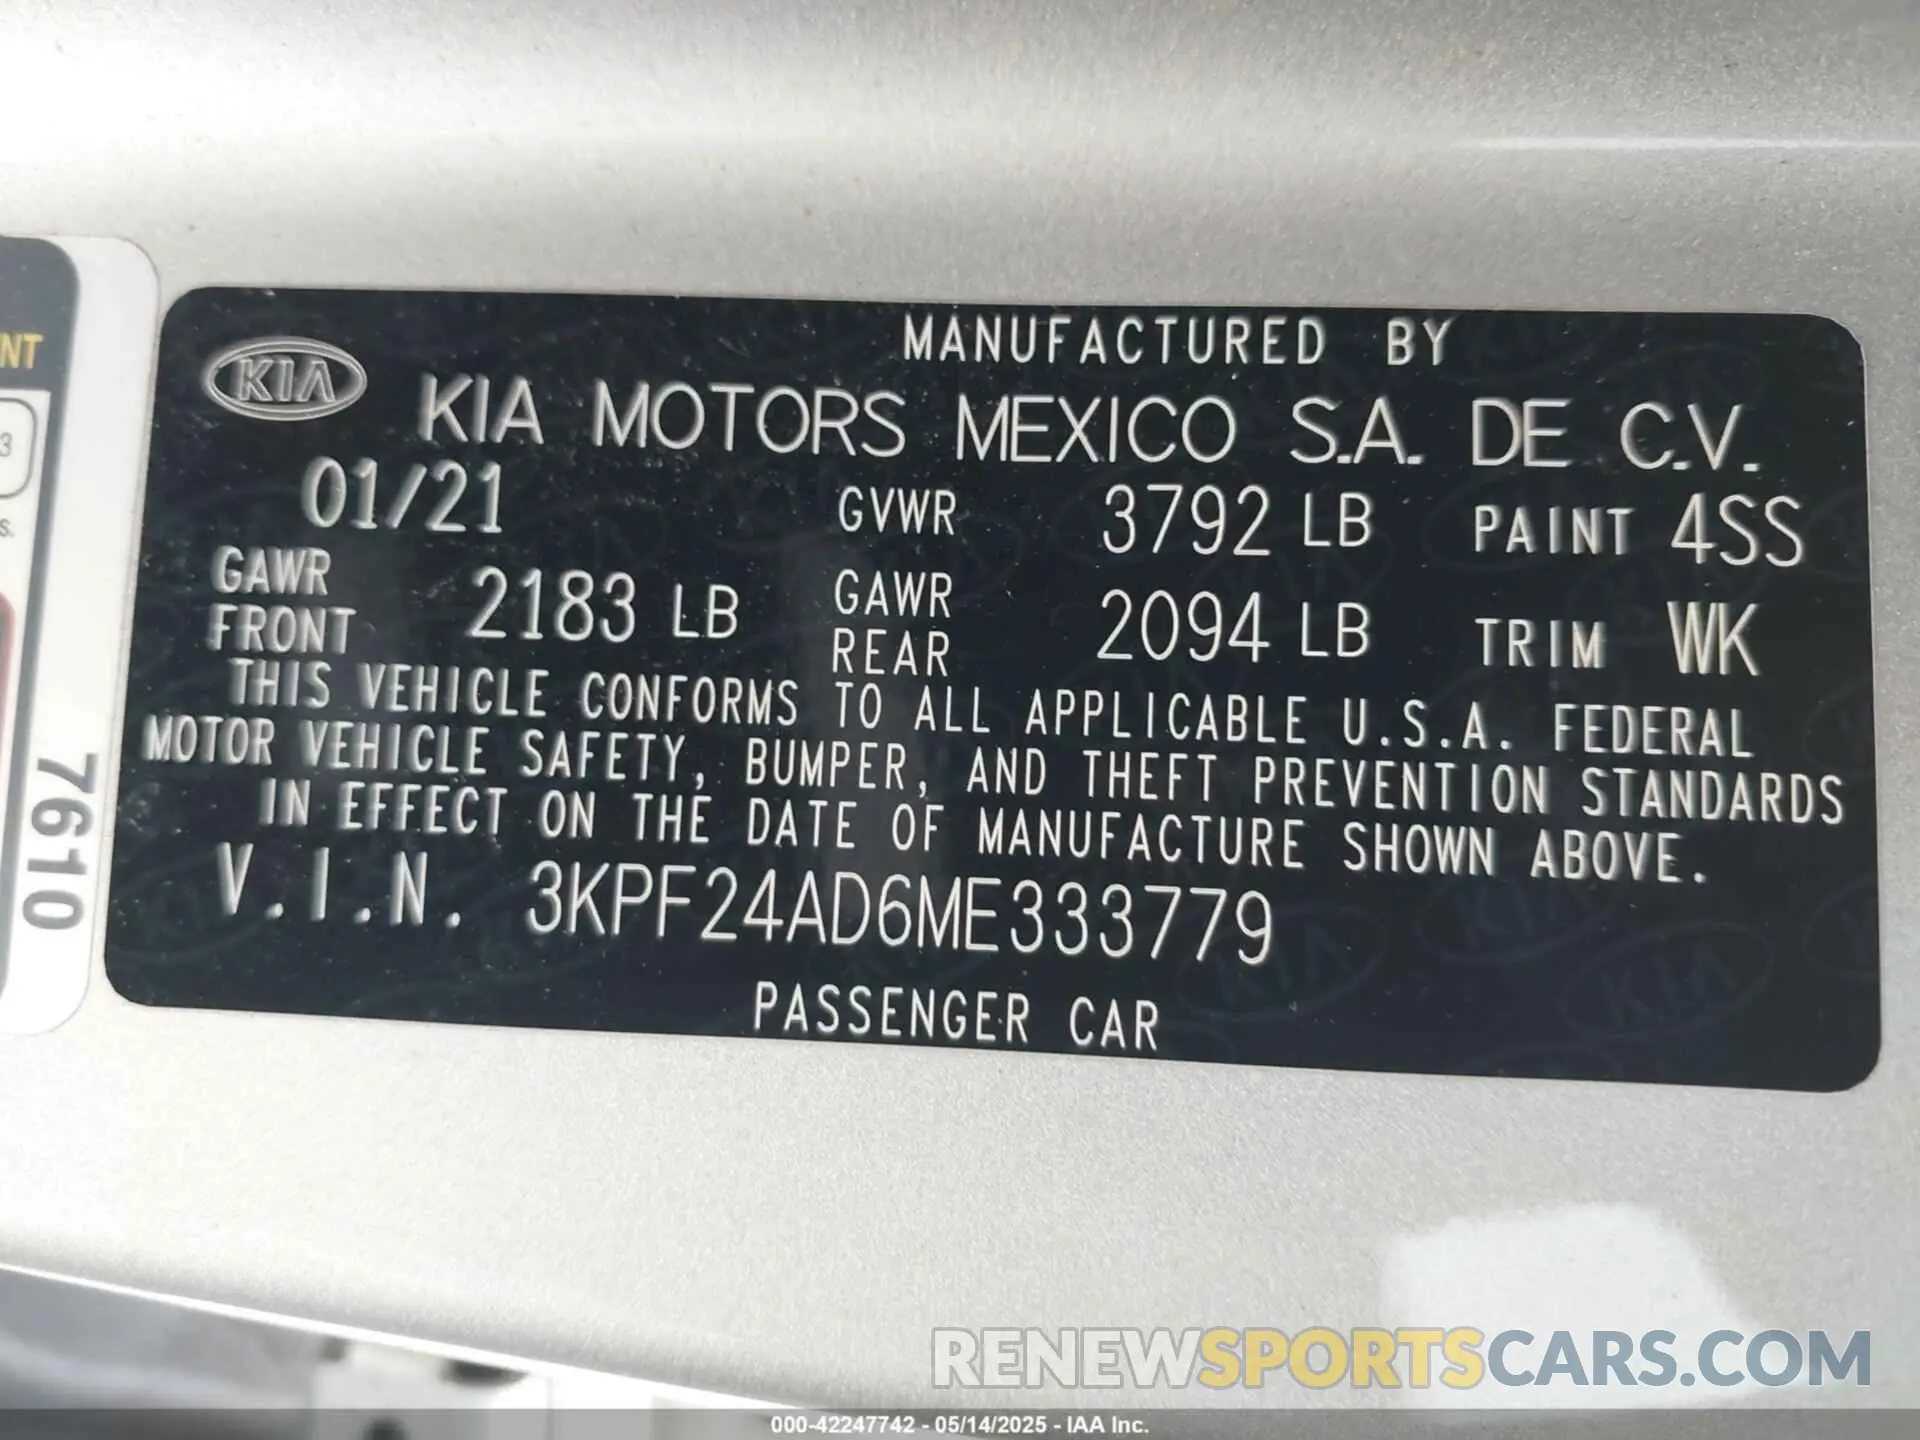 NT
3
s.
7610
KIA
MANUFACTURED BY
KIA MOTORS MEXICO S.A. DE C.V.
01/21 GVWR 3792 LB PAINT 4SS
GAWR FRONT 2183 LB GAWR REAR 2094 LB TRIM WK
THIS VEHICLE CONFORMS TO ALL APPLICABLE U.S.A. FEDERAL
MOTOR VEHICLE SAFETY, BUMPER, AND THEFT PREVENTION STANDARDS
IN EFFECT ON THE DATE OF MANUFACTURE SHOWN ABOVE.
V.I.N. 3KPF24AD6ME333779
PASSENGER CAR
RENEWSPORTSCARS.COM
000-42247742 - 05/14/2025 - IAA Inc.